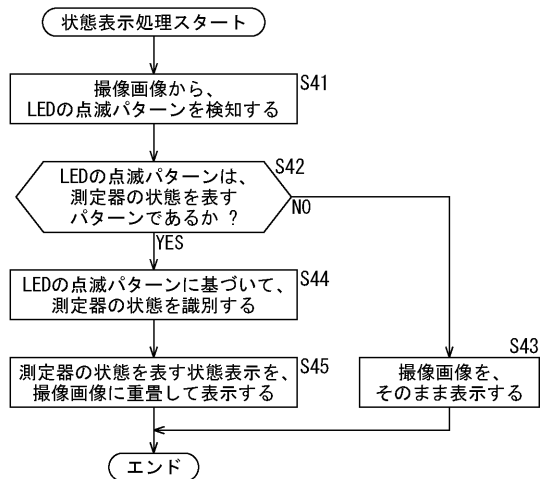 状態表示処理スタート
撮像画像から、
LEDの点滅パターンを検知する
S41
LEDの点滅パターンは、
測定器の状態を表す
パターンであるか ?
S42
NO
YES
LEDの点滅パターンに基づいて、
測定器の状態を識別する
S44
測定器の状態を表す状態表示を、
撮像画像に重畳して表示する
S45
撮像画像を、
そのまま表示する
S43
エンド